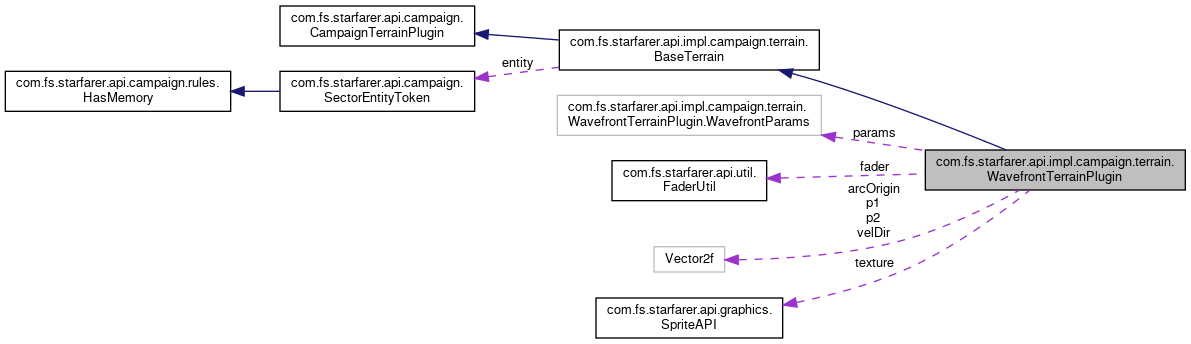 com.fs.starfarer.api.campaign.
CampaignTerrainPlugin
com.fs.starfarer.api.impl.campaign.terrain.
BaseTerrain
entity
com.fs.starfarer.api.campaign.rules.
HasMemory
com.fs.starfarer.api.campaign.
SectorEntityToken
com.fs.starfarer.api.impl.campaign.terrain.
WavefrontTerrainPlugin.WavefrontParams
params
com.fs.starfarer.api.impl.campaign.terrain.
WavefrontTerrainPlugin
com.fs.starfarer.api.util.
FaderUtil
fader
arcOrigin
p1
p2
velDir
Vector2f
texture
com.fs.starfarer.api.graphics.
SpriteAPI